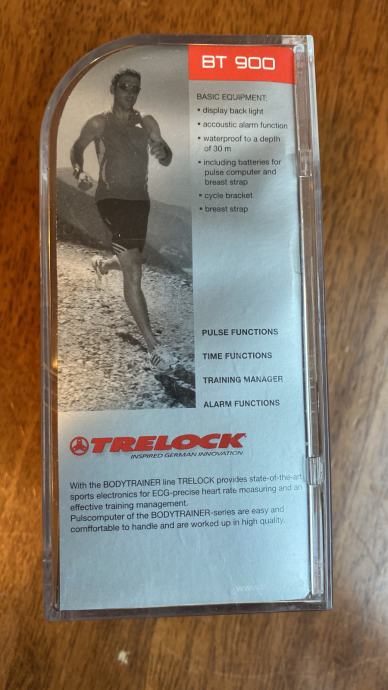 BT 900
BASIC EQUIPMENT:
• display back light
• accoustic alarm function
• waterproof to a depth
of 30 m
• including batteries for
pulse computer and
breast strap
• cycle bracket
• breast strap
PULSE FUNCTIONS
TIME FUNCTIONS
TRAINING MANAGER
ALARM FUNCTIONS
TRELOCK
INSPIRED GERMAN INNOVATION
With the BODYTRAINER line TRELOCK provides state-of-the-art
sports electronics for ECG-precise heart rate measuring and an
effective training management.
Pulscomputer of the BODYTRAINER-series are easy and
comffortable to handle and are worked up in high quality.